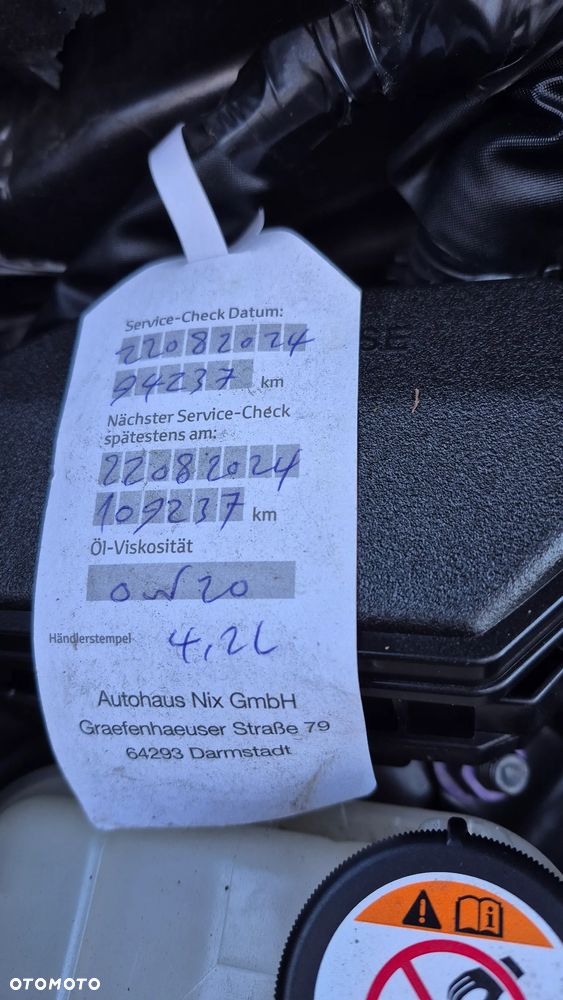 Service-Check Datum:
22082024
94237 km
Nächster Service-Check
spätestens am:
22082024
109237 km
Öl-Viskosität
0W20
Händlerstempel 4,2L
Autohaus Nix GmbH
Graefenhaeuser Straße 79
64293 Darmstadt
OTOMOTO